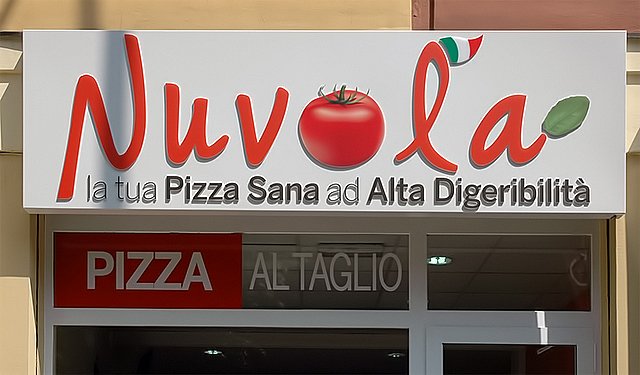 Nuvola
la tua Pizza Sana ad Alta Digeribilità
PIZZA AL TAGLIO